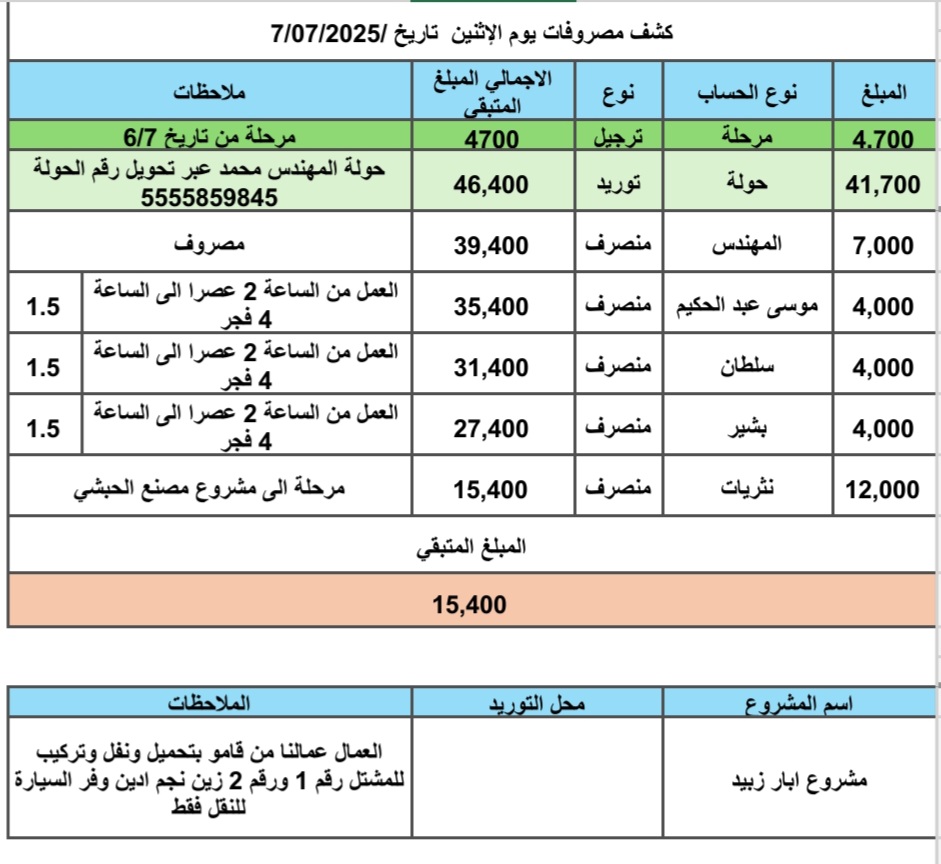 كشف مصروفات يوم الإثنين تاريخ /7/07/2025
المبلغ نوع الحساب نوع الاجمالي المبلغ المتبقي ملاحظات
4.700 مرحلة ترجيل 4700 مرحلة من تاريخ 6/7
41,700 حولة توريد 46,400 حولة المهندس محمد عبر تحويل رقم الحولة
5555859845
7,000 المهندس منصرف 39,400 مصروف
4,000 موسى عبد الحكيم منصرف 35,400 العمل من الساعة 2 عصرا الى الساعة
4 فجر 1.5
4,000 سلطان منصرف 31,400 العمل من الساعة 2 عصرا الى الساعة
4 فجر 1.5
4,000 بشير منصرف 27,400 العمل من الساعة 2 عصرا الى الساعة
4 فجر 1.5
12,000 نثريات منصرف 15,400 مرحلة الى مشروع مصنع الحبشي
المبلغ المتبقي
15,400
اسم المشروع محل التوريد الملاحظات
مشروع ابار زبيد
العمال عمالنا من قامو بتحميل ونفل وتركيب
للمشتل رقم 1 ورقم 2 زين نجم ادين وفر السيارة
للنقل فقط